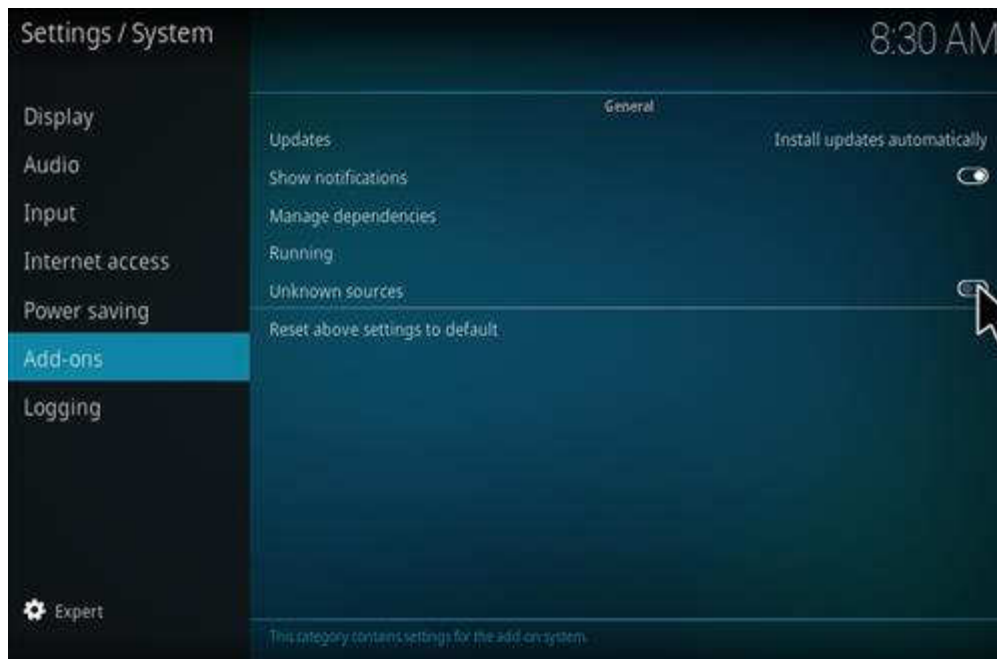 Settings / System
8:30 AM
Display
Audio
Input
Internet access
Power saving
Add-ons
Logging
Expert
General
Updates Install updates automatically
Show notifications
Manage dependencies
Running
Unknown sources
Reset above settings to default
This category contains settings for the add-on system.